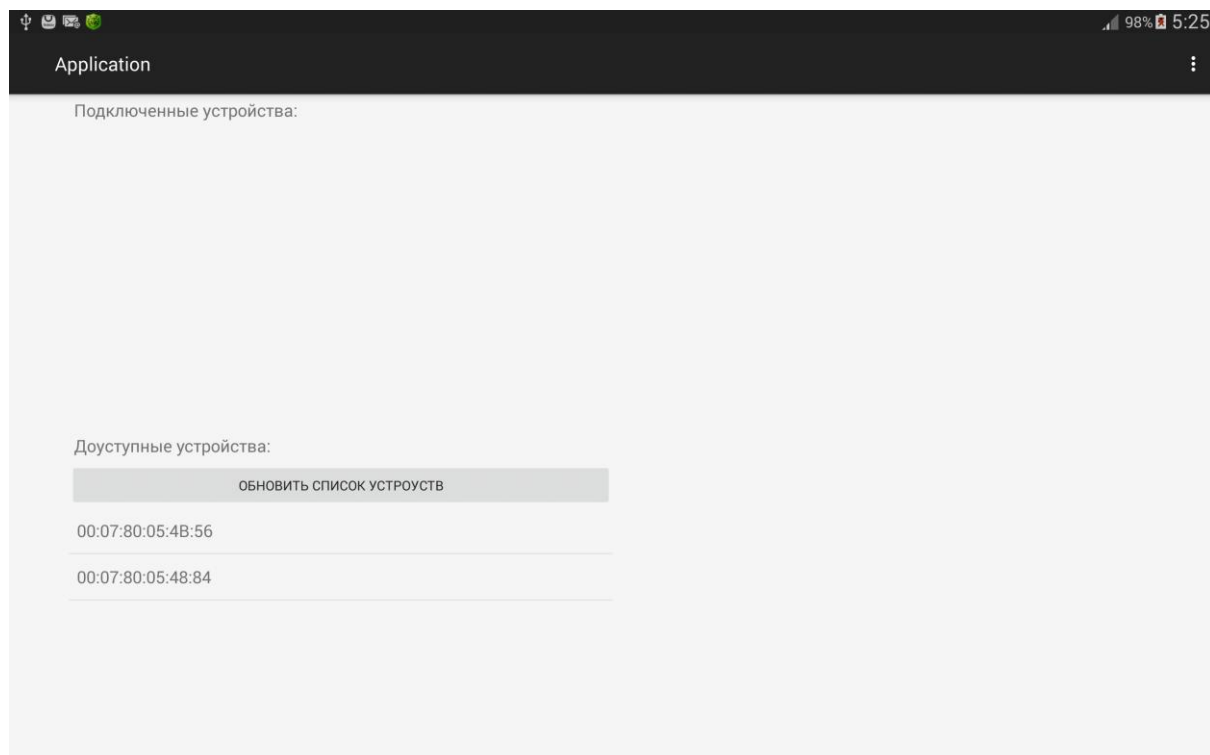 98% 5:25
Application
Подключенные устройства:
Доуступные устройства:
ОБНОВИТЬ СПИСОК УСТРОУСТВ
00:07:80:05:4B:56
00:07:80:05:48:84